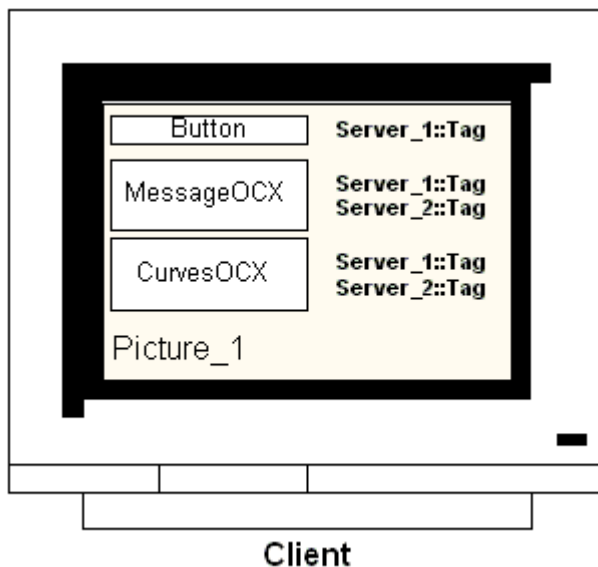 Button Server_1::Tag
MessageOCX Server_1::Tag
Server_2::Tag
CurvesOCX Server_1::Tag
Server_2::Tag
Picture_1
Client